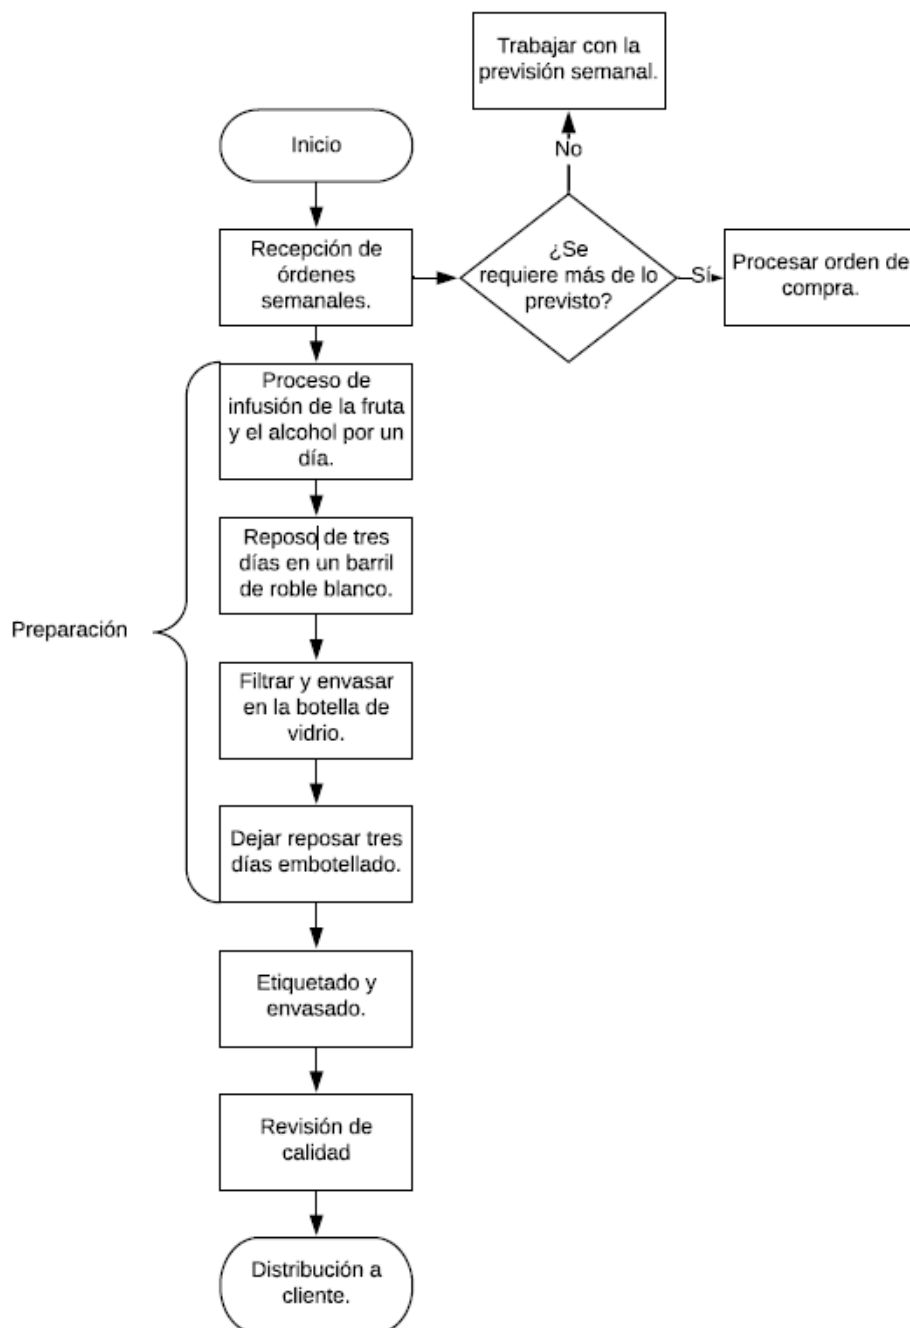 Trabajar con la
previsión semanal.
Inicio
No
Recepción de
órdenes
semanales.
¿Se
requiere más de lo
previsto?
Sí
Procesar orden de
compra.
Proceso de
infusión de la fruta
y el alcohol por un
día.
Reposo de tres
días en un barril
de roble blanco.
Preparación
Filtrar y envasar
en la botella de
vidrio.
Dejar reposar tres
días embotellado.
Etiquetado y
envasado.
Revisión de
calidad
Distribución a
cliente.